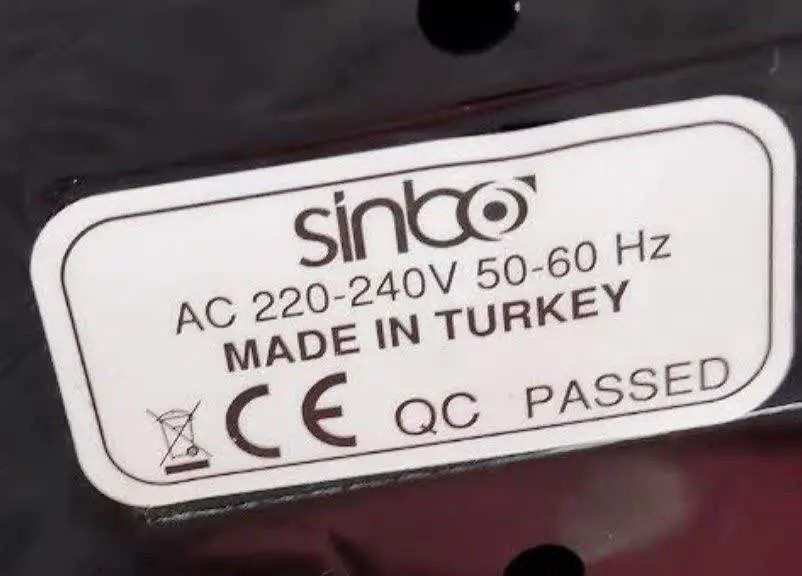 sinbo
AC 220-240V 50-60 Hz
MADE IN TURKEY
CE QC PASSED